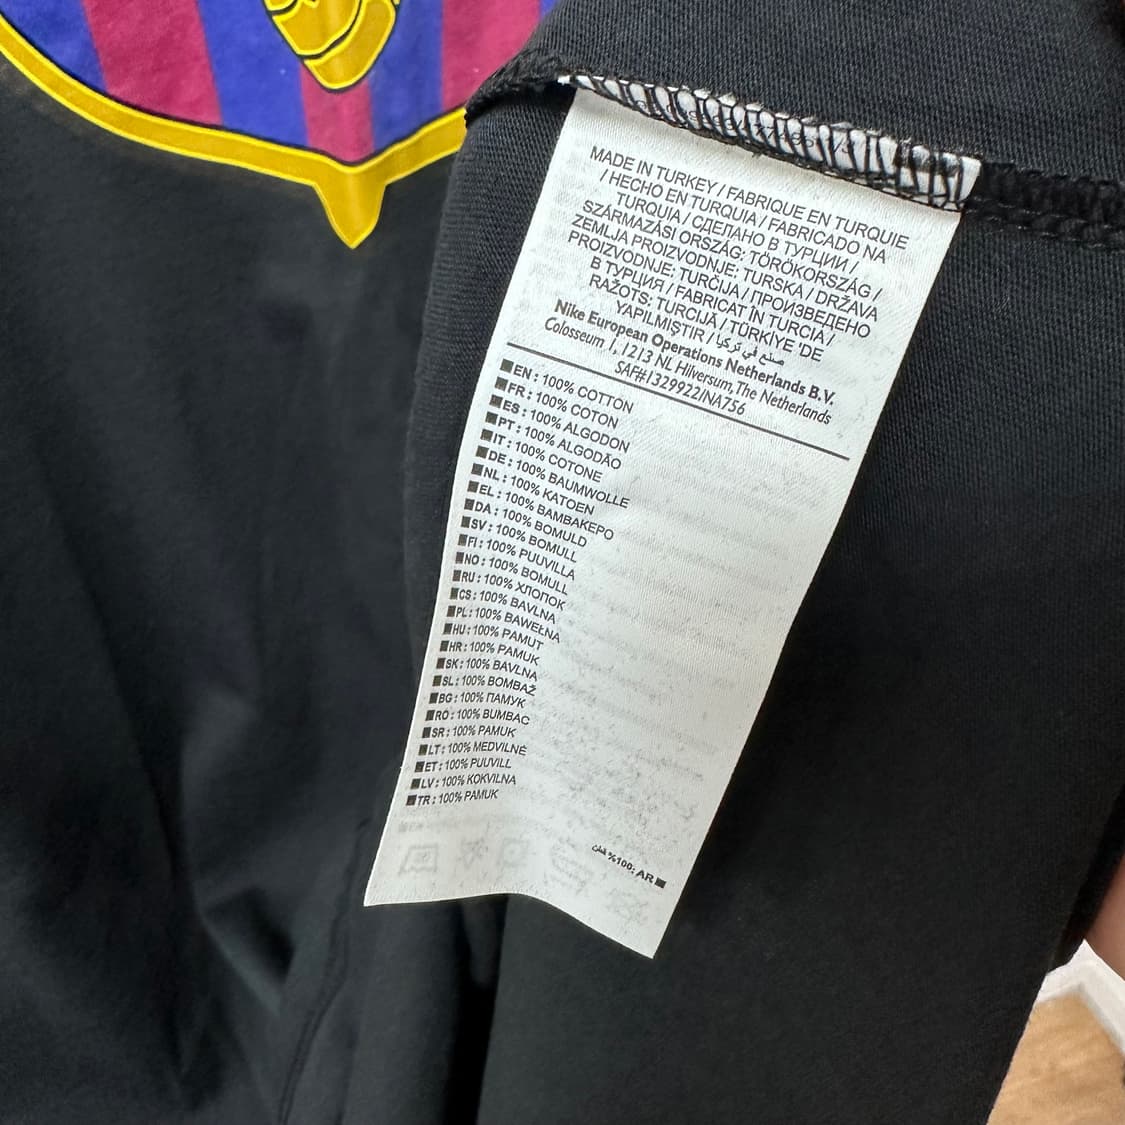 MADE IN TURKEY / FABRIQUE EN TURQUIE
/ HECHO EN TURQUIA / FABRICADO NA
TURQUIA / СДЕЛАНО В ТУРЦИИ /
SZÁRMAZÁSI ORSZÁG: TÖRÖKORSZÁG /
ZEMLJA PROIZVODNJE: TURSKA / DRŽAVA
PROIZVODNJE: TURČIJA / ПРОИЗВЕДЕНО
В ТУРЦИЯ / FABRICAT ÎN TURCIA /
RAŽOTS: TURCIJĀ / TÜRKİYE 'DE
YAPILMIŞTIR / صنع في تركيا
Nike European Operations Netherlands B.V.
Colosseum 1, 1213 NL Hilversum, The Netherlands
SAF#1329922/NA756
EN : 100% COTTON
FR : 100% COTON
ES : 100% ALGODON
PT : 100% ALGODÃO
IT : 100% COTONE
DE : 100% BAUMWOLLE
NL : 100% KATOEN
EL : 100% ΒΑΜΒΑΚΕΡΟ
DA : 100% BOMULD
SV : 100% BOMULL
FI : 100% PUUVILLA
NO : 100% BOMULL
RU : 100% ХЛОПОК
CS : 100% BAVLNA
PL : 100% BAWEŁNA
HU : 100% PAMUT
HR : 100% PAMUK
SK : 100% BAVLNA
SL : 100% BOMBAŽ
BG : 100% ПАМУК
RO : 100% BUMBAC
SR : 100% PAMUK
LT : 100% MEDVILNĖ
ET : 100% PUUVILL
LV : 100% KOKVILNA
TR : 100% PAMUK
AR :100% قطن